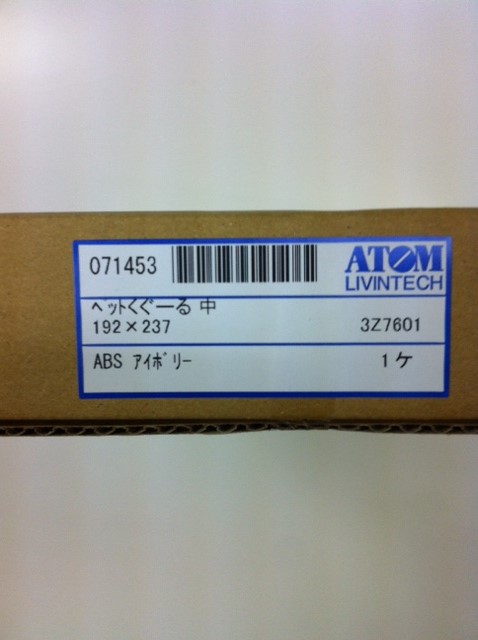 071453
ATOM
LIVINTECH
ペットくぐーる 中
192×237 3Z7601
ABS アイボリー 1ケ